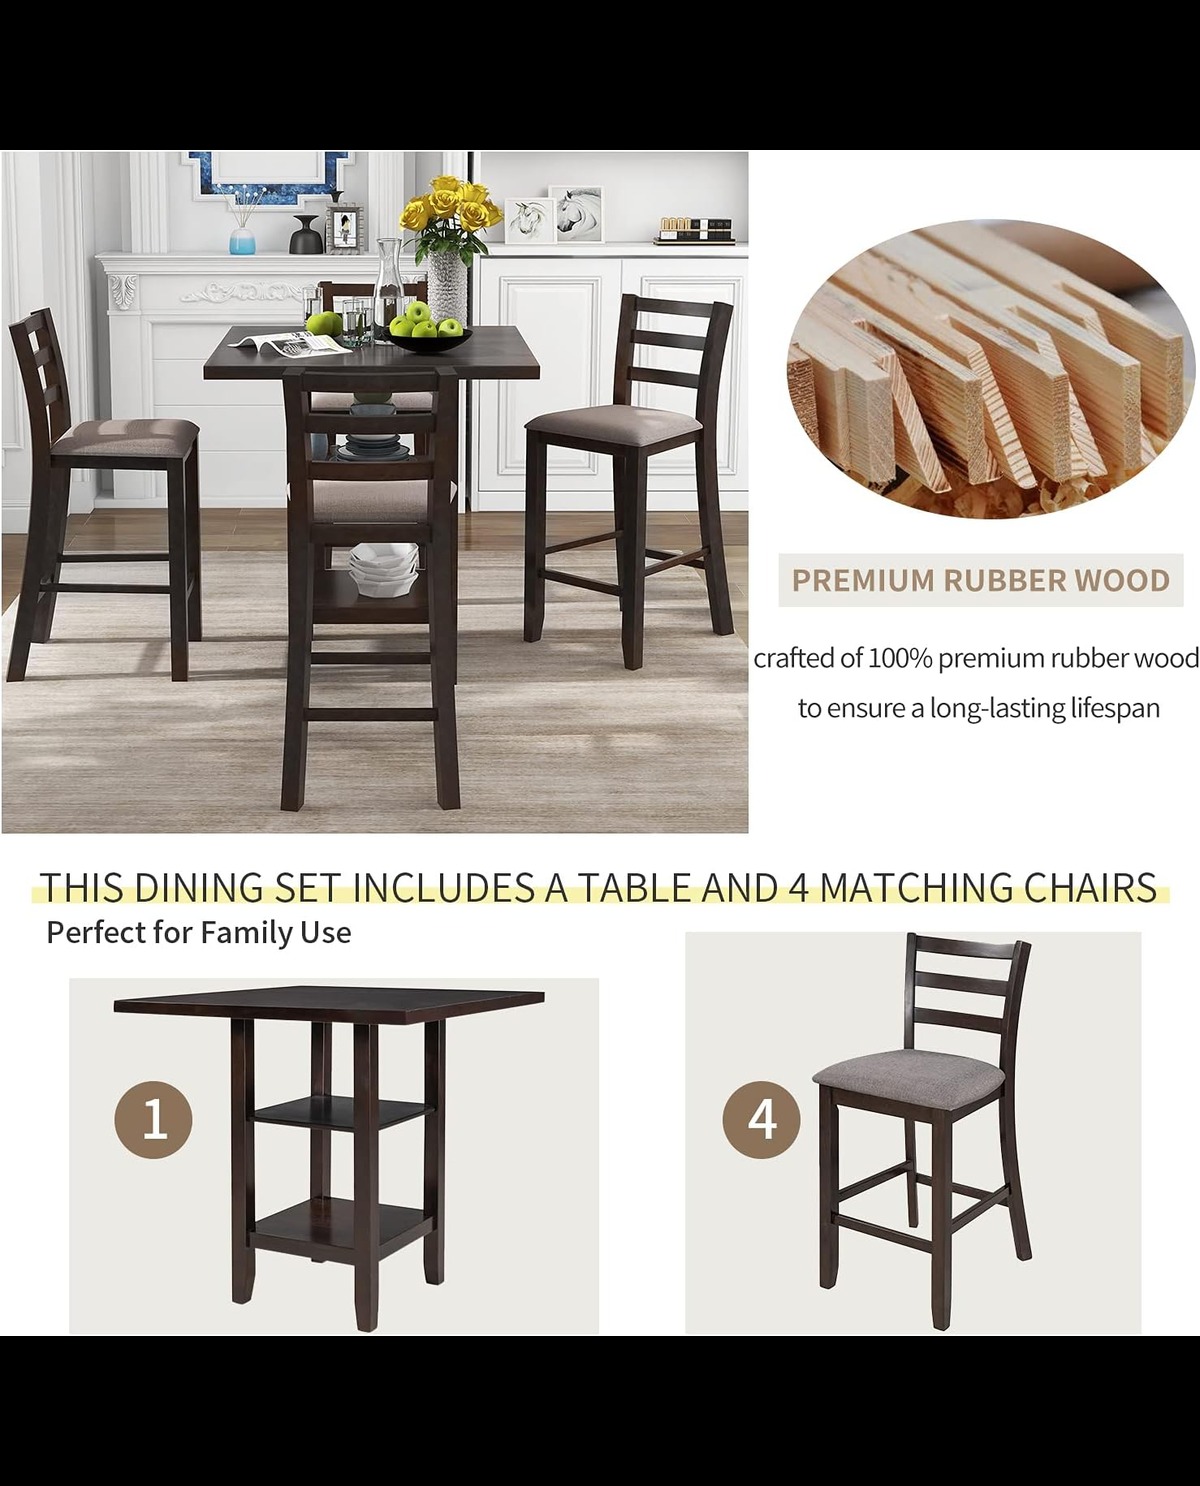 PREMIUM RUBBER WOOD
crafted of 100% premium rubber wood
to ensure a long-lasting lifespan
THIS DINING SET INCLUDES A TABLE AND 4 MATCHING CHAIRS
Perfect for Family Use
1
4